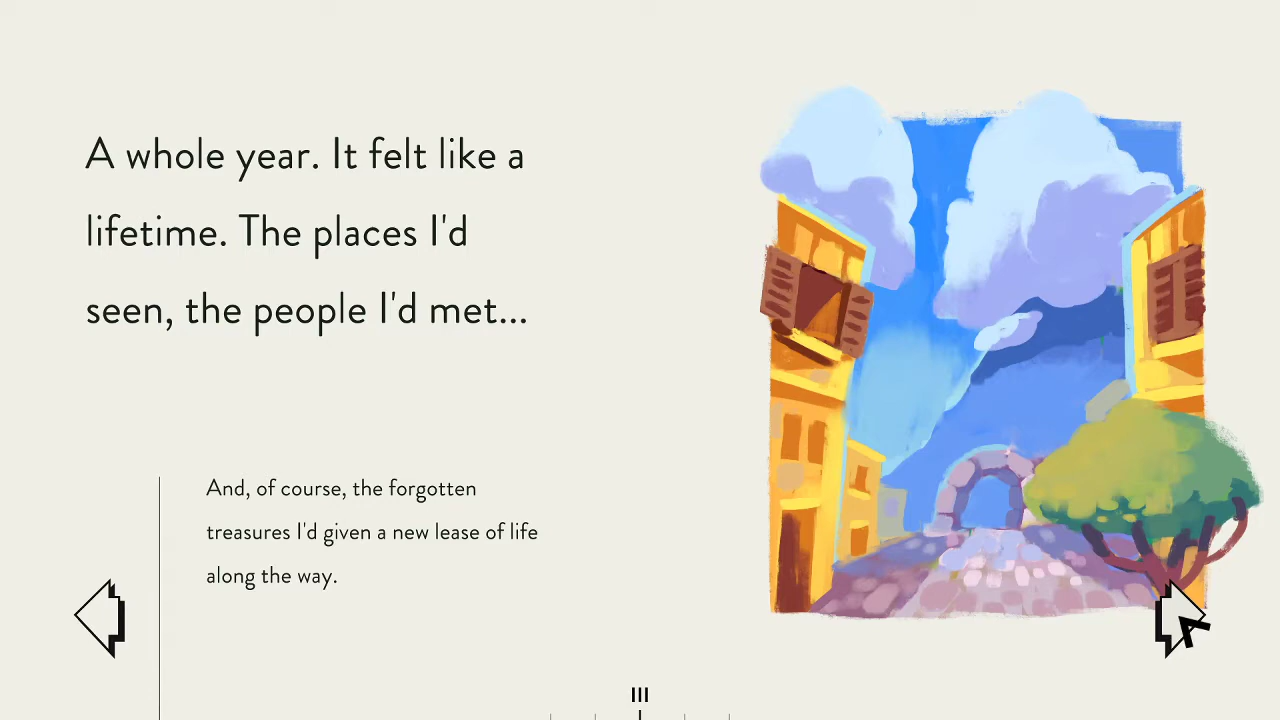 A whole year. It felt like a
lifetime. The places I'd
seen, the people I'd met...
And, of course, the forgotten
treasures I'd given a new lease of life
along the way.
III